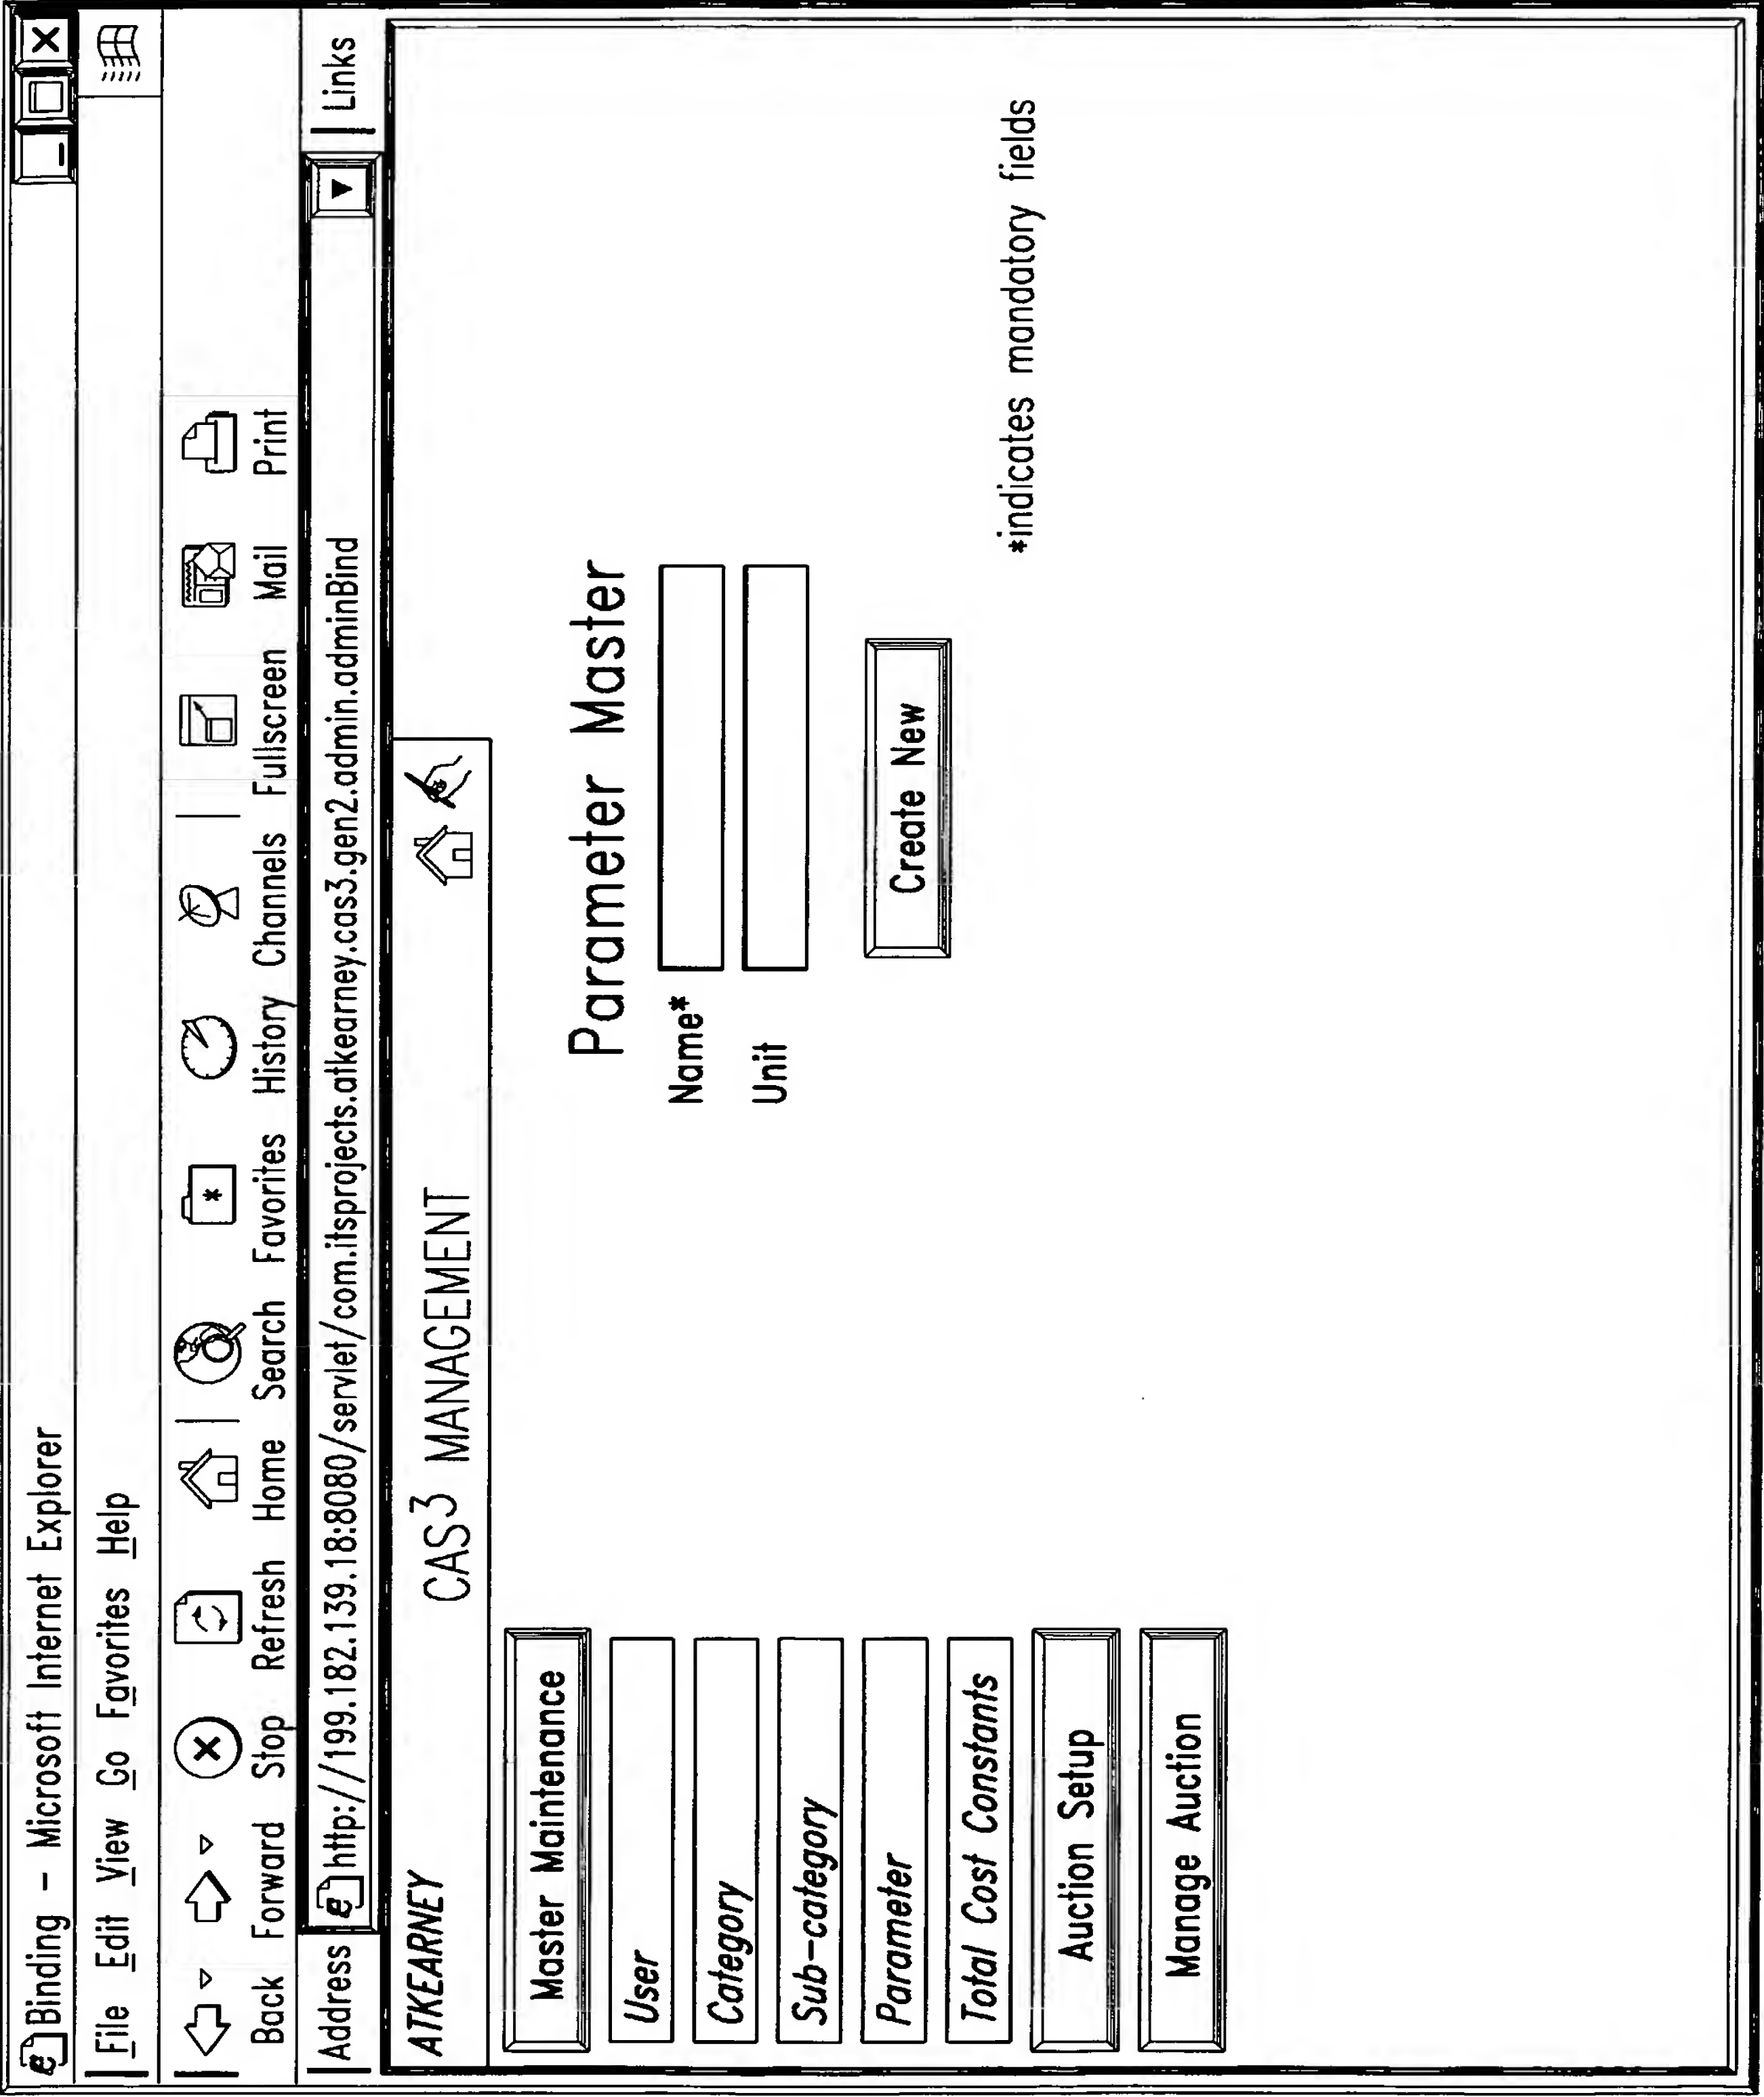 Binding - Microsoft Internet Explorer
File Edit View Go Favorites Help
Back Forward Stop Refresh Home Search Favorites History Channels Fullscreen Mail Print
Address http://199.182.139.18:8080/servlet/com.itsprojects.atkearney.cas3.gen2.admin.adminBind Links
ATKEARNEY CAS3 MANAGEMENT
Master Maintenance
User
Category
Sub-category
Parameter
Total Cost Constants
Auction Setup
Manage Auction
Parameter Master
Name*
Unit
Create New
*indicates mandatory fields